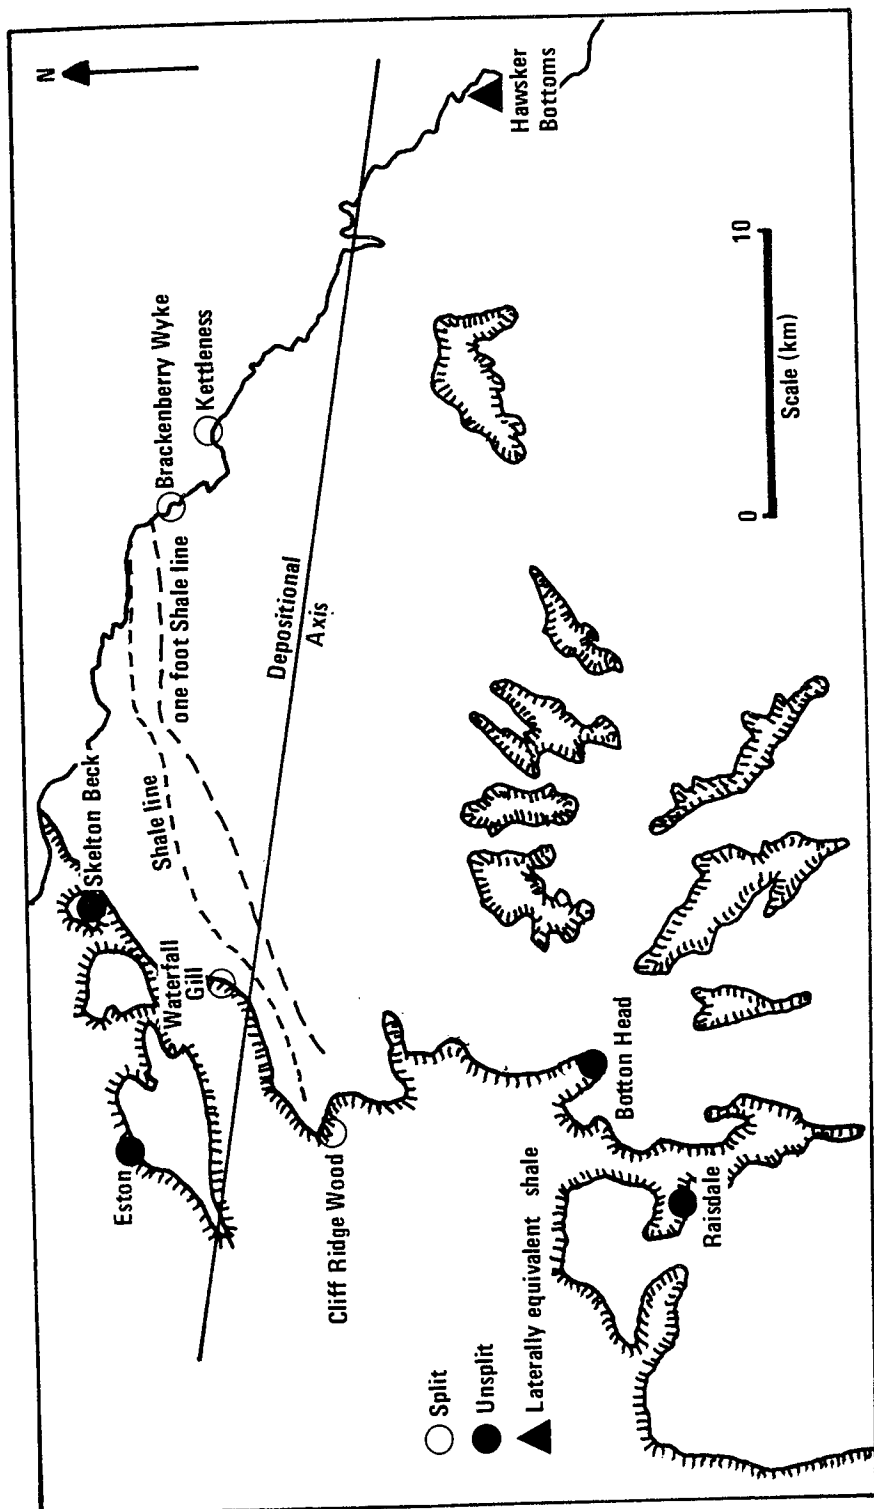 N
Hawsker
Bottoms
Brackenberry Wyke
Kettleness
one foot Shale line
Shale line
Depositional
Axis
Skelton Beck
Waterfall
Gill
Eston
Cliff Ridge Wood
Botton Head
Raisdale
0
10
Scale (km)
Split
Unsplit
Laterally equivalent shale